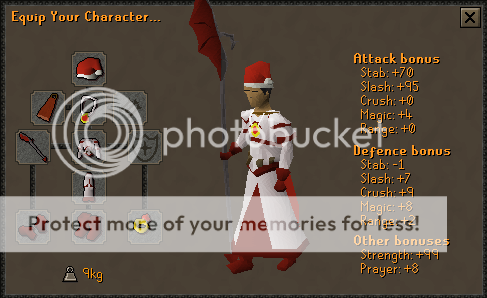 Equip Your Character...
Attack bonus
Stab: +70
Slash: +95
Crush: +0
Magic: +4
Range: +0
photobucket
Defence bonus
Stab: -1
Slash: +7
Crush: +9
Magic: +8
Protect more of your memories for less!
Other bonuses
Strength: +99
Prayer: +8
9kg